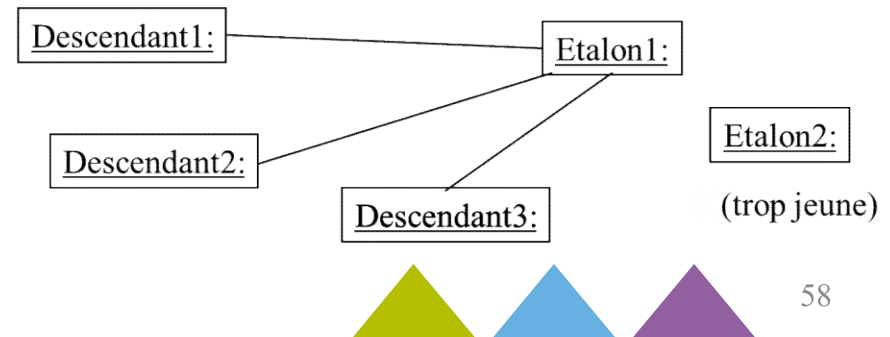 Descendant1:
Etalon1:
Etalon2:
Descendant2:
Descendant3:
(trop jeune)
58